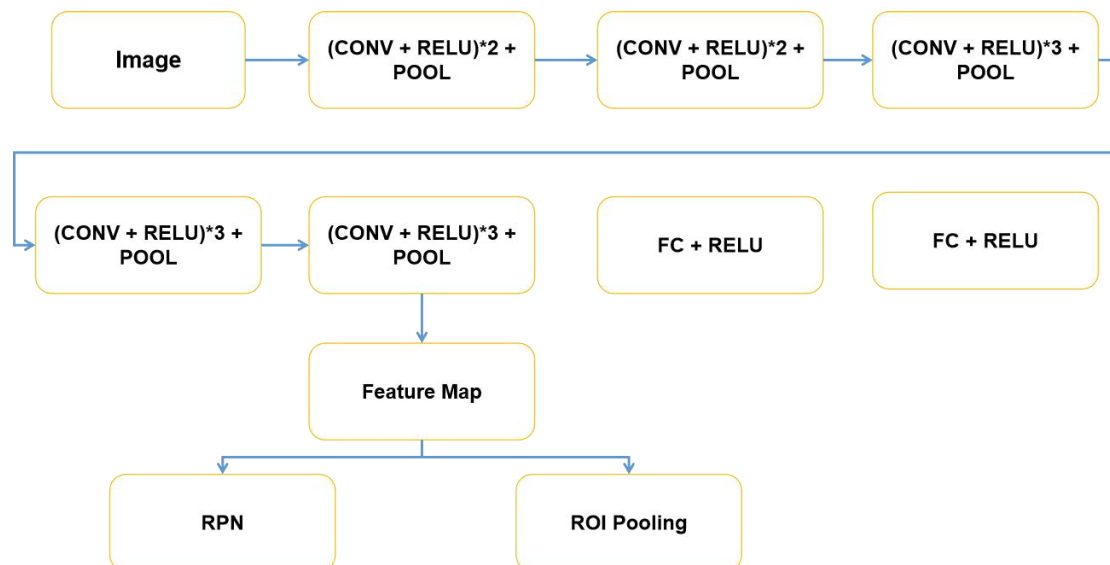 Image
(CONV + RELU)*2 +
POOL
(CONV + RELU)*2 +
POOL
(CONV + RELU)*3 +
POOL
(CONV + RELU)*3 +
POOL
(CONV + RELU)*3 +
POOL
FC + RELU
FC + RELU
Feature Map
RPN
ROI Pooling